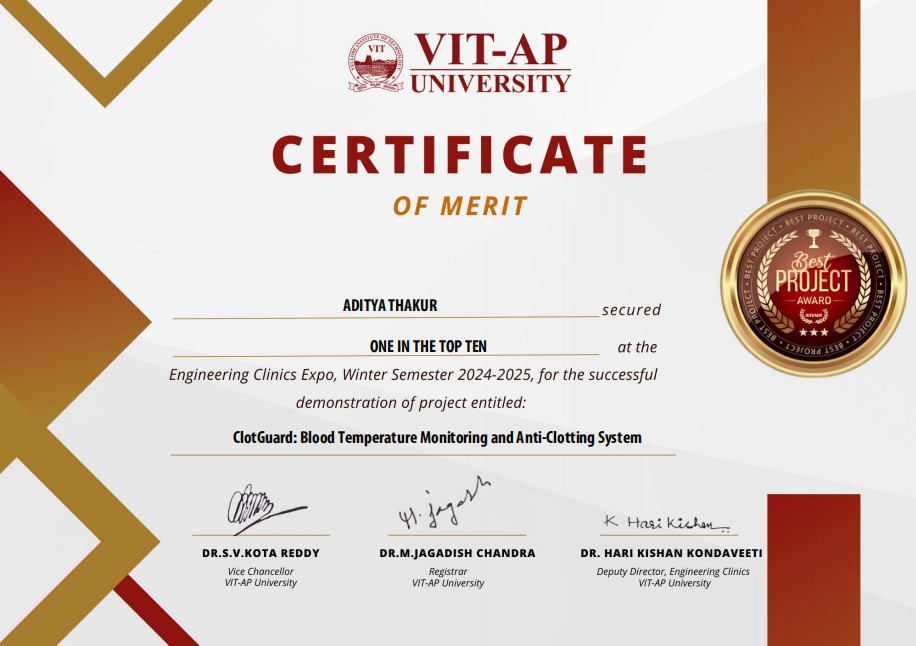 VELLORE INSTITUTE OF TECHNOLOGY
VIT
VIT-AP
UNIVERSITY
CERTIFICATE
OF MERIT
BEST PROJECT • BEST PROJECT • BEST PROJECT • BEST PROJECT • BEST PROJECT
Best
PROJECT
AWARD
ADITYA THAKUR secured
ONE IN THE TOP TEN at the
Engineering Clinics Expo, Winter Semester 2024-2025, for the successful
demonstration of project entitled:
ClotGuard: Blood Temperature Monitoring and Anti-Clotting System
M. Jagadish
K. Hari Kishan
DR.S.V.KOTA REDDY
Vice Chancellor
VIT-AP University
DR.M.JAGADISH CHANDRA
Registrar
VIT-AP University
DR. HARI KISHAN KONDAVEETI
Deputy Director, Engineering Clinics
VIT-AP University